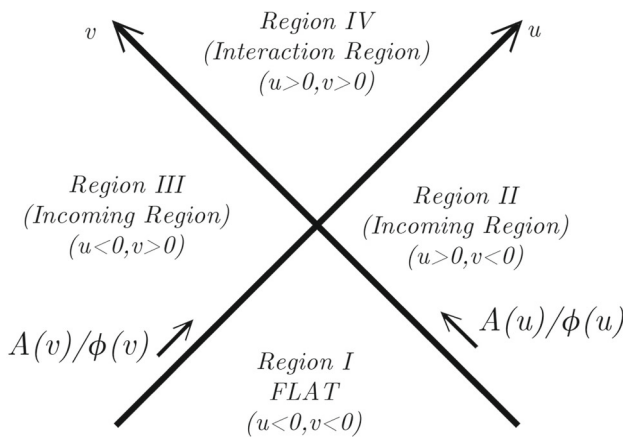 v
u
Region IV
(Interaction Region)
(u>0,v>0)
Region III
(Incoming Region)
(u<0,v>0)
Region II
(Incoming Region)
(u>0,v<0)
A(v)/ϕ(v)
A(u)/ϕ(u)
Region I
FLAT
(u<0,v<0)